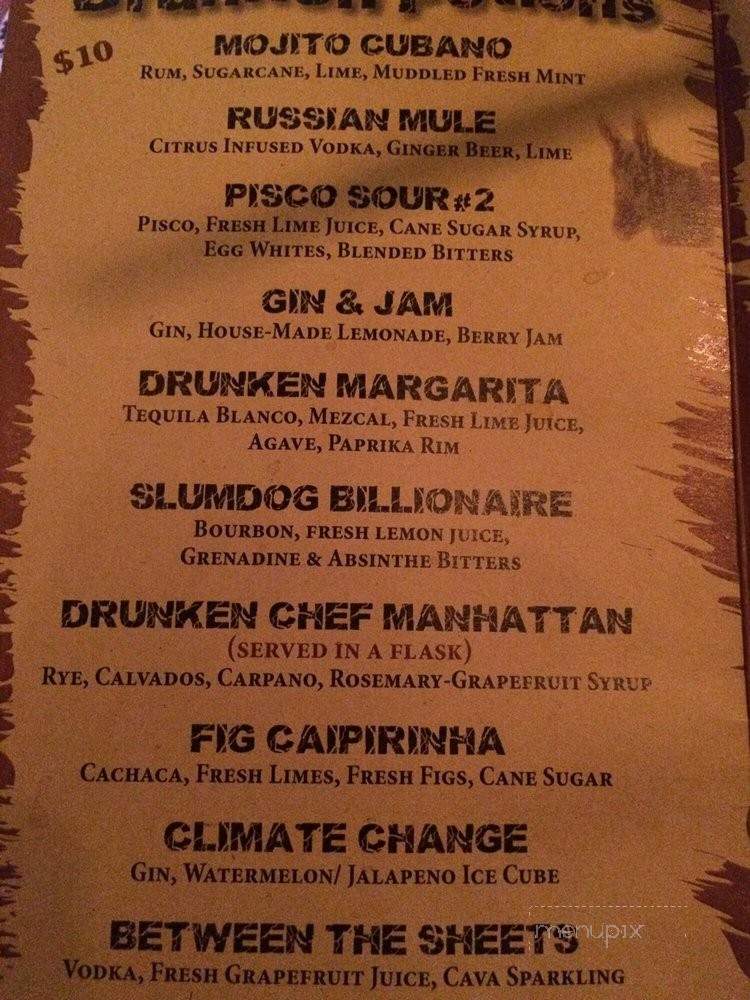 Drunken Potions
$10
MOJITO CUBANO
RUM, SUGARCANE, LIME, MUDDLED FRESH MINT
RUSSIAN MULE
CITRUS INFUSED VODKA, GINGER BEER, LIME
PISCO SOUR #2
PISCO, FRESH LIME JUICE, CANE SUGAR SYRUP,
EGG WHITES, BLENDED BITTERS
GIN & JAM
GIN, HOUSE-MADE LEMONADE, BERRY JAM
DRUNKEN MARGARITA
TEQUILA BLANCO, MEZCAL, FRESH LIME JUICE,
AGAVE, PAPRIKA RIM
SLUMDOG BILLIONAIRE
BOURBON, FRESH LEMON JUICE,
GRENADINE & ABSINTHE BITTERS
DRUNKEN CHEF MANHATTAN
(SERVED IN A FLASK)
RYE, CALVADOS, CARPANO, ROSEMARY-GRAPEFRUIT SYRUP
FIG CAIPIRINHA
CACHACA, FRESH LIMES, FRESH FIGS, CANE SUGAR
CLIMATE CHANGE
GIN, WATERMELON/ JALAPENO ICE CUBE
BETWEEN THE SHEETS
VODKA, FRESH GRAPEFRUIT JUICE, CAVA SPARKLING
menupix